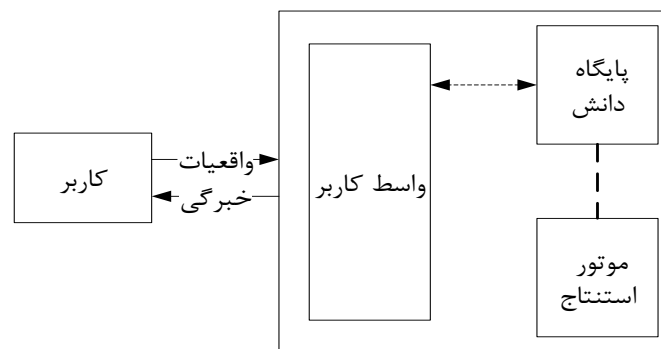 پایگاه
دانش
واسط کاربر
واقعیات
خبرگی
کاربر
موتور
استنتاج